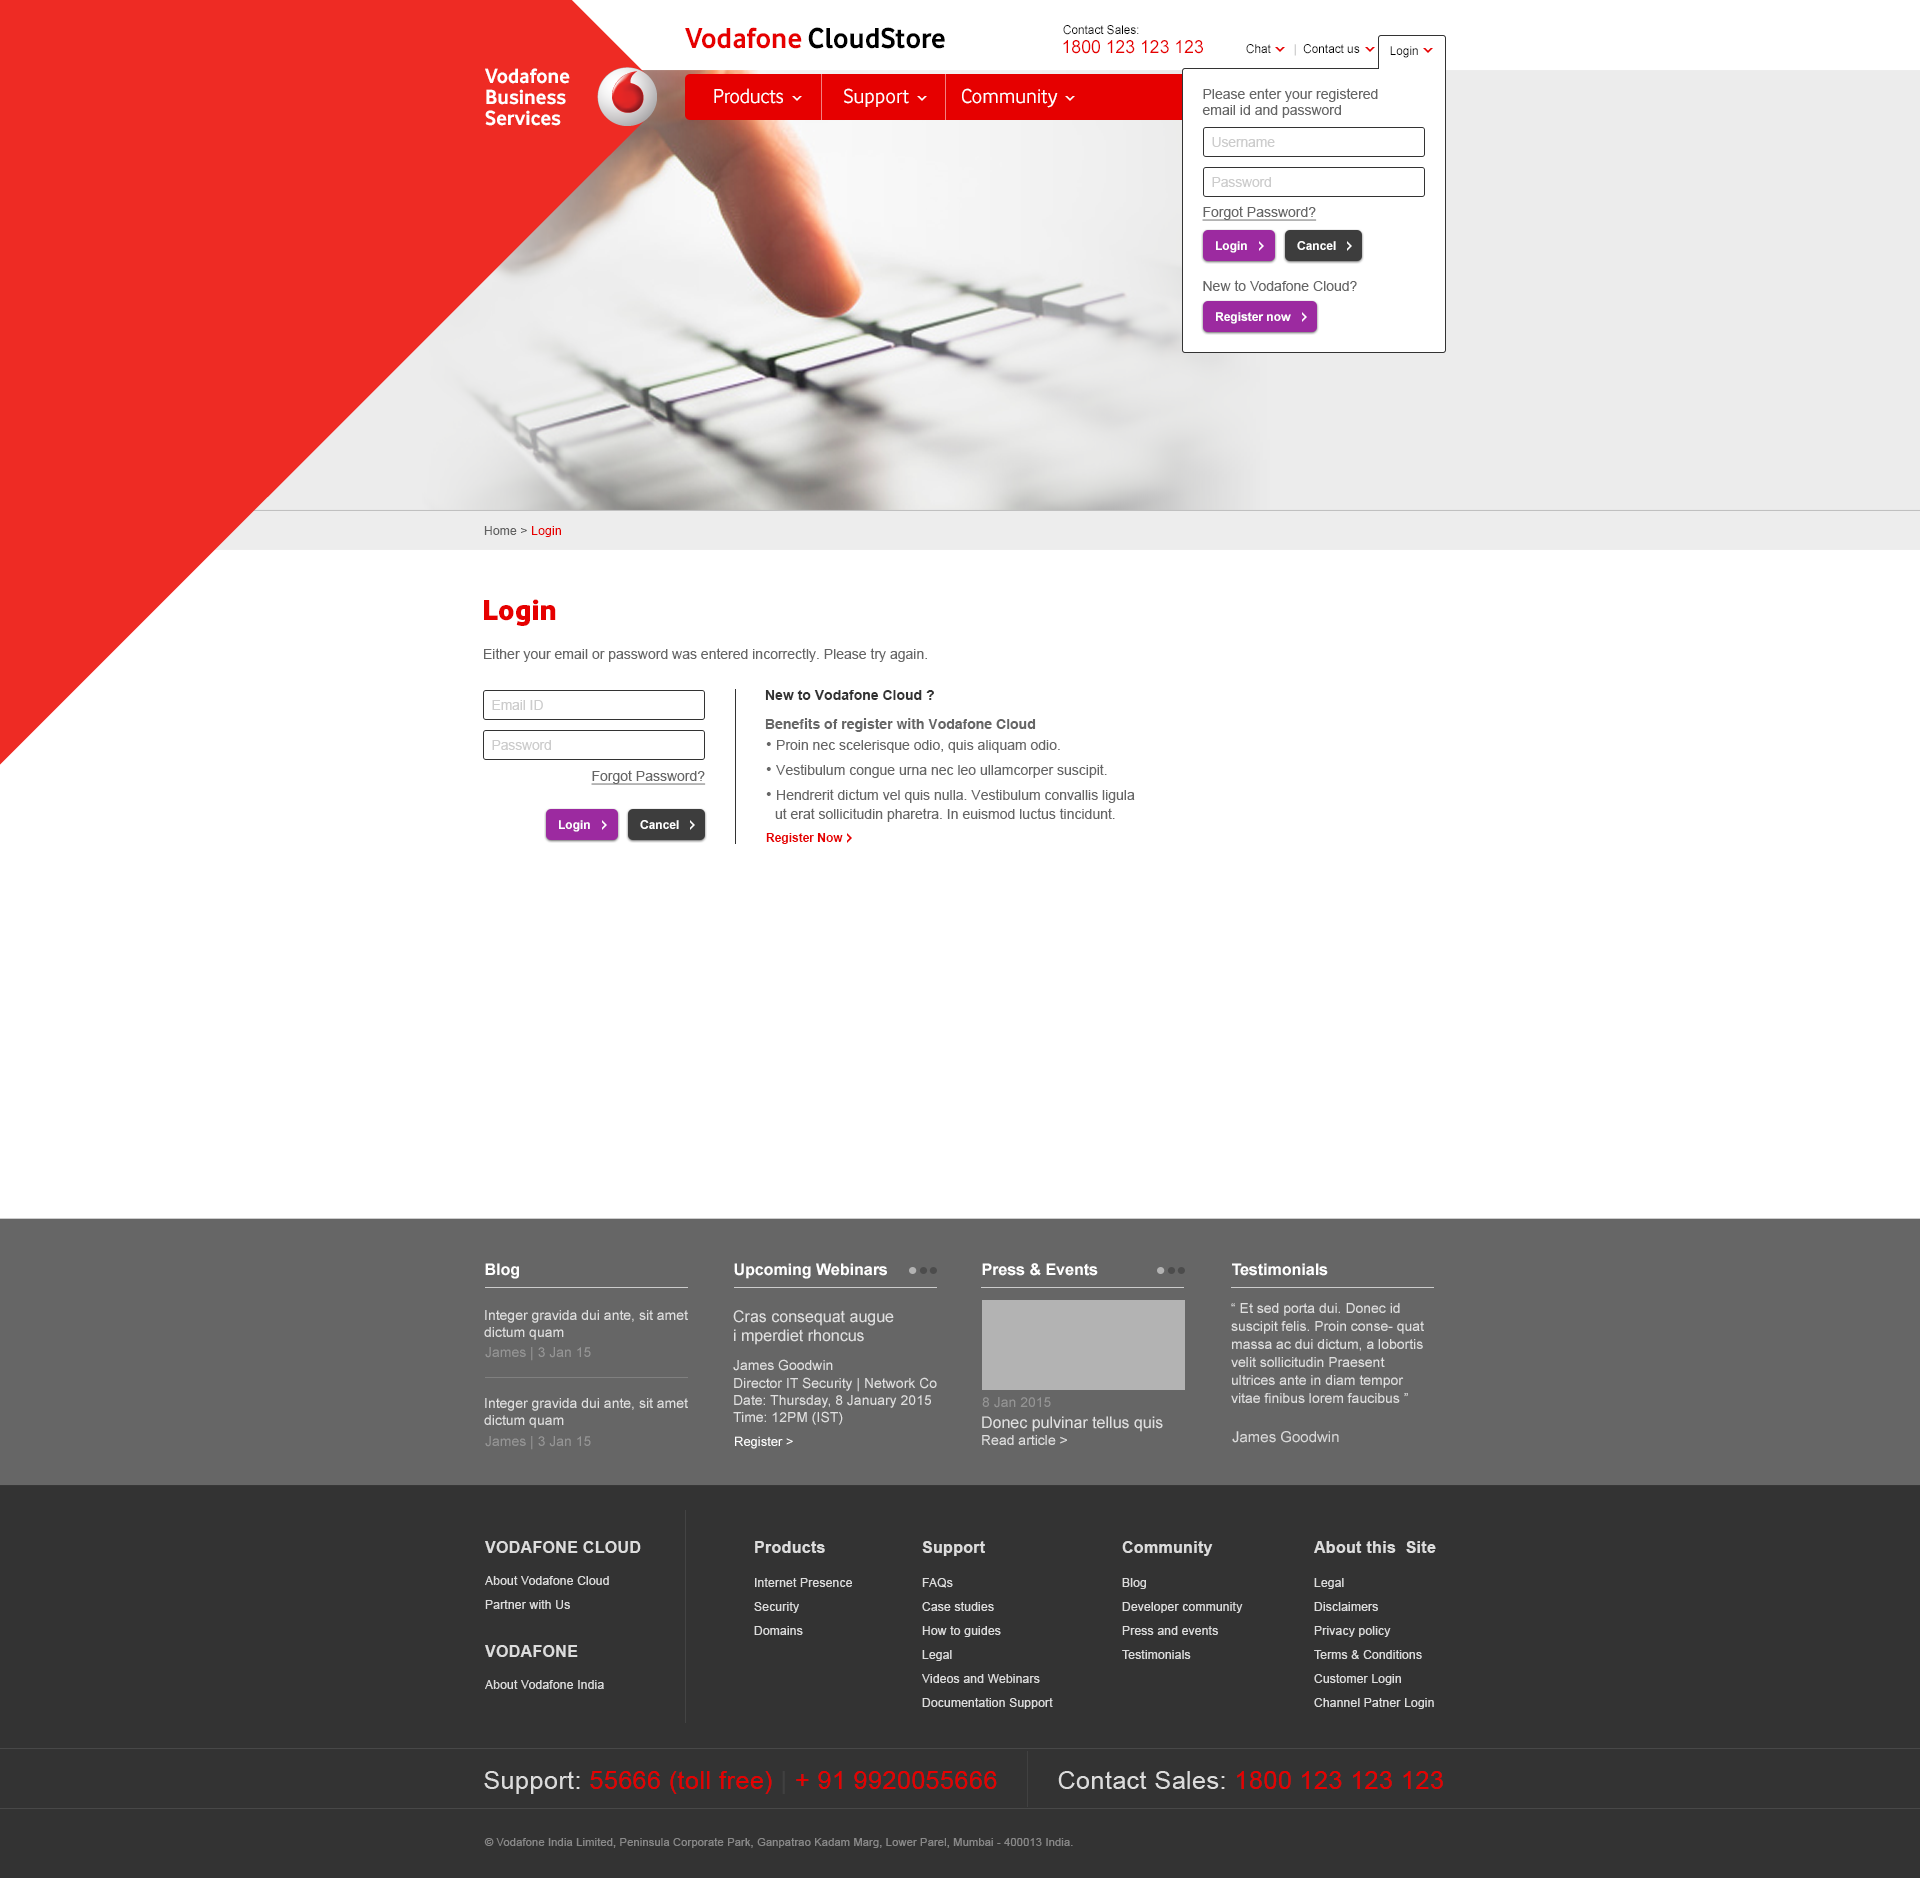 Vodafone CloudStore
Contact Sales:
1800 123 123 123
Chat | Contact us
Login
Vodafone
Business
Services
Products
Support
Community
Please enter your registered
email id and password
Username
Password
Forgot Password?
Login
Cancel
New to Vodafone Cloud?
Register now
Home > Login
Login
Either your email or password was entered incorrectly. Please try again.
Email ID
Password
Forgot Password?
Login
Cancel
New to Vodafone Cloud ?
Benefits of register with Vodafone Cloud
• Proin nec scelerisque odio, quis aliquam odio.
• Vestibulum congue urna nec leo ullamcorper suscipit.
• Hendrerit dictum vel quis nulla. Vestibulum convallis ligula
ut erat sollicitudin pharetra. In euismod luctus tincidunt.
Register Now
Blog
Integer gravida dui ante, sit amet
dictum quam
James | 3 Jan 15
Integer gravida dui ante, sit amet
dictum quam
James | 3 Jan 15
Upcoming Webinars
Cras consequat augue
i mperdiet rhoncus
James Goodwin
Director IT Security | Network Co
Date: Thursday, 8 January 2015
Time: 12PM (IST)
Register >
Press & Events
8 Jan 2015
Donec pulvinar tellus quis
Read article >
Testimonials
“ Et sed porta dui. Donec id
suscipit felis. Proin conse- quat
massa ac dui dictum, a lobortis
velit sollicitudin Praesent
ultrices ante in diam tempor
vitae finibus lorem faucibus ”
James Goodwin
VODAFONE CLOUD
About Vodafone Cloud
Partner with Us
VODAFONE
About Vodafone India
Products
Internet Presence
Security
Domains
Support
FAQs
Case studies
How to guides
Legal
Videos and Webinars
Documentation Support
Community
Blog
Developer community
Press and events
Testimonials
About this Site
Legal
Disclaimers
Privacy policy
Terms & Conditions
Customer Login
Channel Patner Login
Support: 55666 (toll free) | + 91 9920055666
Contact Sales: 1800 123 123 123
© Vodafone India Limited, Peninsula Corporate Park, Ganpatrao Kadam Marg, Lower Parel, Mumbai - 400013 India.